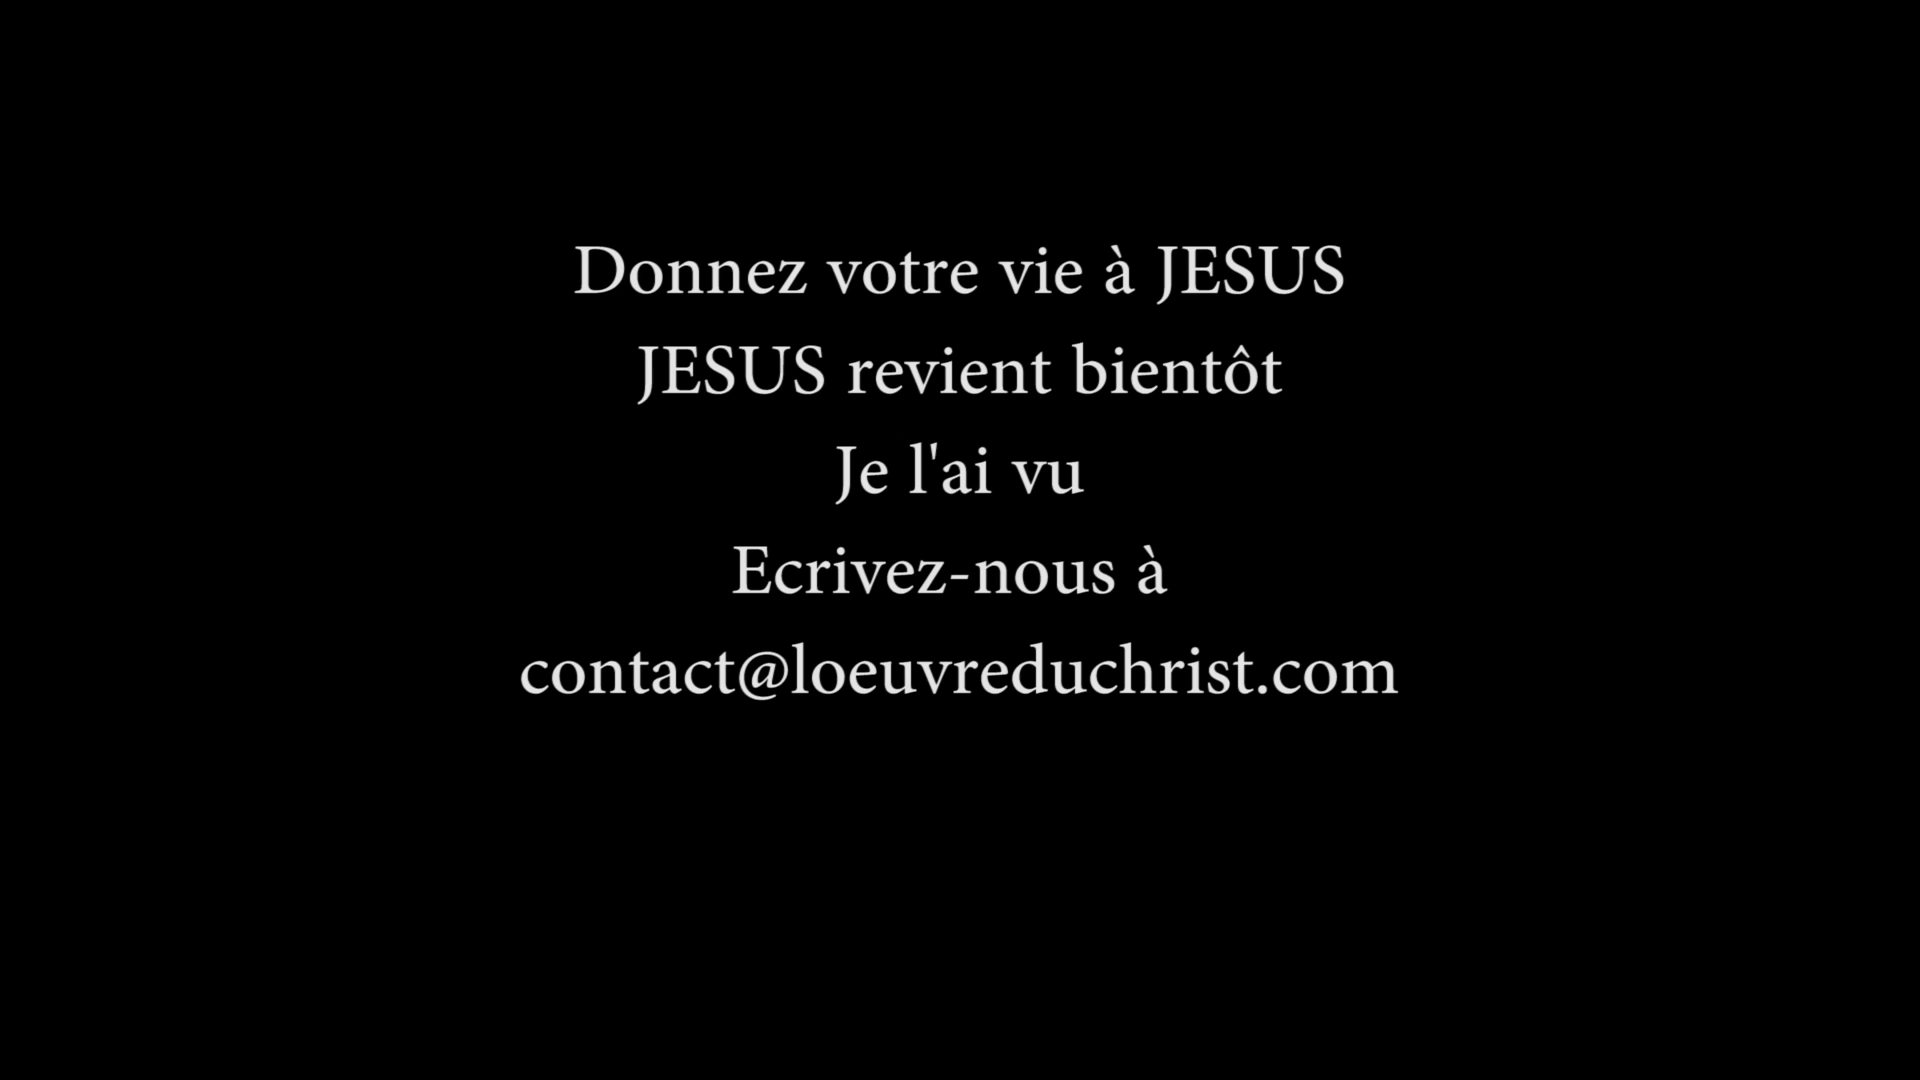 Donnez votre vie à JESUS
JESUS revient bientôt
Je l'ai vu
Ecrivez-nous à
contact@loeuvreduchrist.com